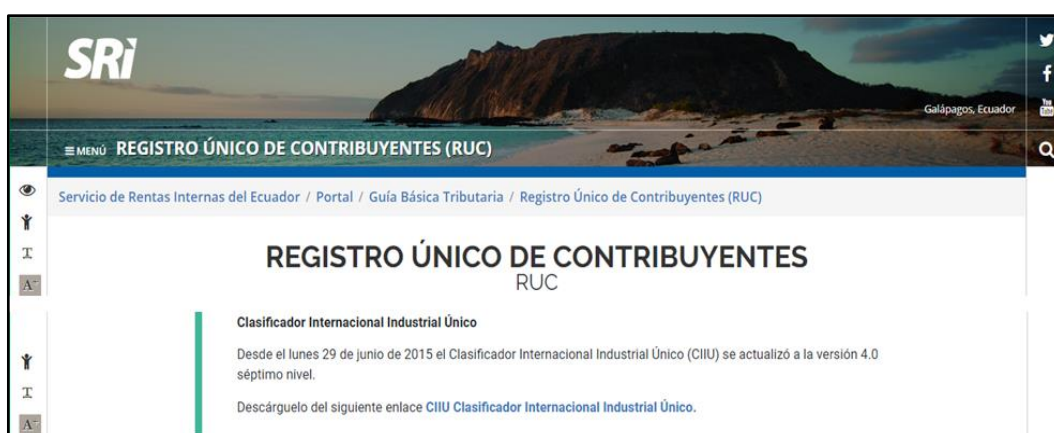 SRi
Galápagos, Ecuador
You Tube
MENÚ REGISTRO ÚNICO DE CONTRIBUYENTES (RUC)
Servicio de Rentas Internas del Ecuador / Portal / Guía Básica Tributaria / Registro Único de Contribuyentes (RUC)
REGISTRO ÚNICO DE CONTRIBUYENTES
RUC
Clasificador Internacional Industrial Único
Desde el lunes 29 de junio de 2015 el Clasificador Internacional Industrial Único (CIIU) se actualizó a la versión 4.0
séptimo nivel.
Descárguelo del siguiente enlace CIIU Clasificador Internacional Industrial Único.